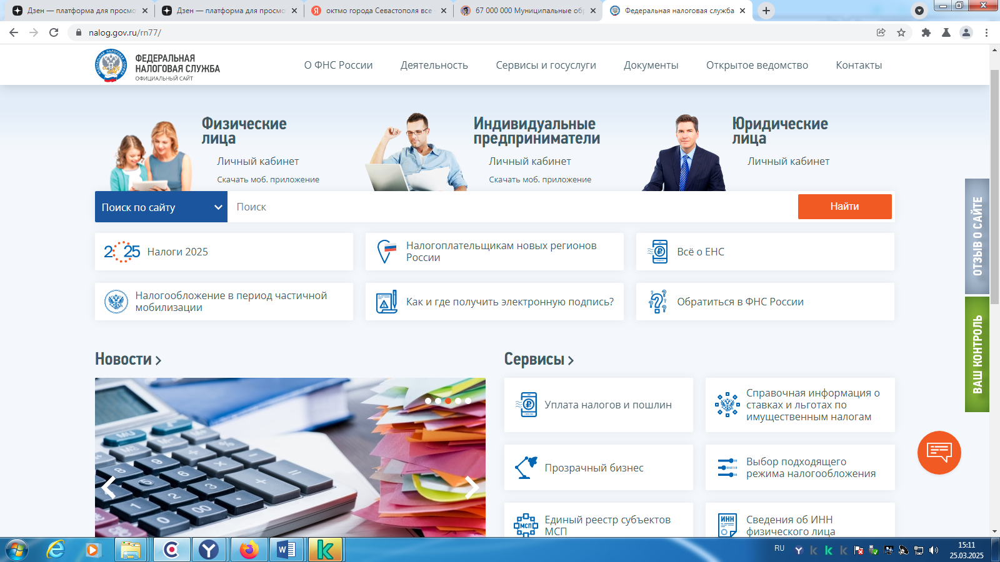 Дзен — платформа для просмо
Дзен — платформа для просмо
октмо города Севастополя все
67 000 000 Муниципальные об
Федеральная налоговая служба
nalog.gov.ru/rn77/
ФЕДЕРАЛЬНАЯ
НАЛОГОВАЯ СЛУЖБА
ОФИЦИАЛЬНЫЙ САЙТ
О ФНС России
Деятельность
Сервисы и госуслуги
Документы
Открытое ведомство
Контакты
Физические
лица
Личный кабинет
Скачать моб. приложение
Индивидуальные
предприниматели
Личный кабинет
Скачать моб. приложение
Юридические
лица
Личный кабинет
Поиск по сайту
Поиск
Найти
ОТЗЫВ О САЙТЕ
ВАШ КОНТРОЛЬ
2025
Налоги 2025
Налогоплательщикам новых регионов
России
Всё о ЕНС
Налогообложение в период частичной
мобилизации
Как и где получить электронную подпись?
Обратиться в ФНС России
Новости
Сервисы
Уплата налогов и пошлин
Справочная информация о
ставках и льготах по
имущественным налогам
Прозрачный бизнес
Выбор подходящего
режима налогообложения
МСП
Единый реестр субъектов
МСП
ИНН
Сведения об ИНН
физического лица
RU
15:11
25.03.2025